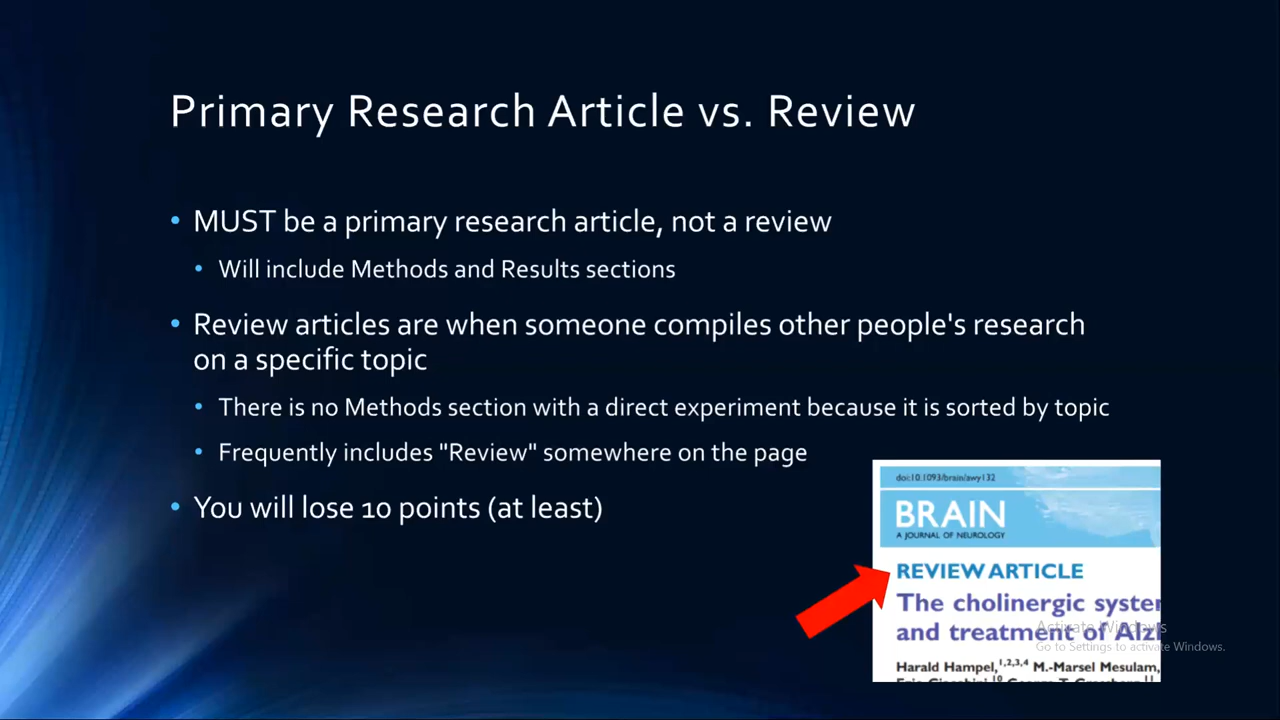 Primary Research Article vs. Review
• MUST be a primary research article, not a review
• Will include Methods and Results sections
• Review articles are when someone compiles other people's research
on a specific topic
• There is no Methods section with a direct experiment because it is sorted by topic
• Frequently includes "Review" somewhere on the page
• You will lose 10 points (at least)
doi:10.1093/brain/awy132
BRAIN
A JOURNAL OF NEUROLOGY
REVIEW ARTICLE
The cholinergic syste
and treatment of Alz
Activate Windows
Go to Settings to activate Windows.
Harald Hampel,1,2,3,4 M.-Marsel Mesulam,